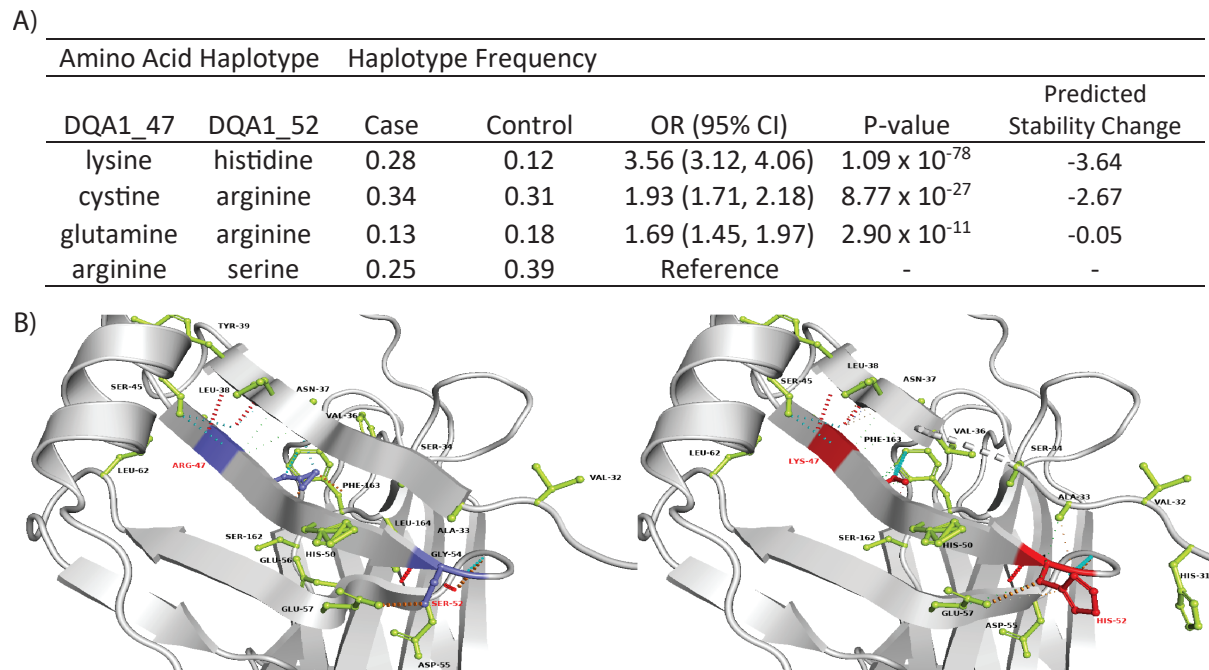 A)
Amino Acid Haplotype Haplotype Frequency
DQA1_47 DQA1_52 Case Control OR (95% CI) P-value Predicted Stability Change
lysine histidine 0.28 0.12 3.56 (3.12, 4.06) 1.09 x 10⁻⁷⁸ -3.64
cystine arginine 0.34 0.31 1.93 (1.71, 2.18) 8.77 x 10⁻²⁷ -2.67
glutamine arginine 0.13 0.18 1.69 (1.45, 1.97) 2.90 x 10⁻¹¹ -0.05
arginine serine 0.25 0.39 Reference - -
B)
TYR-39
SER-45
LEU-38
ASN-37
VAL-36
SER-34
ARG-47
LEU-62
PHE-163
VAL-32
LEU-164
ALA-33
SER-162
HIS-50
GLY-54
GLU-56
GLU-57
SER-52
ASP-55
LEU-38
SER-45
ASN-37
VAL-36
PHE-163
SER-34
LYS-47
LEU-62
ALA-33
VAL-32
SER-162
HIS-50
HIS-31
GLU-57
ASP-55
HIS-52